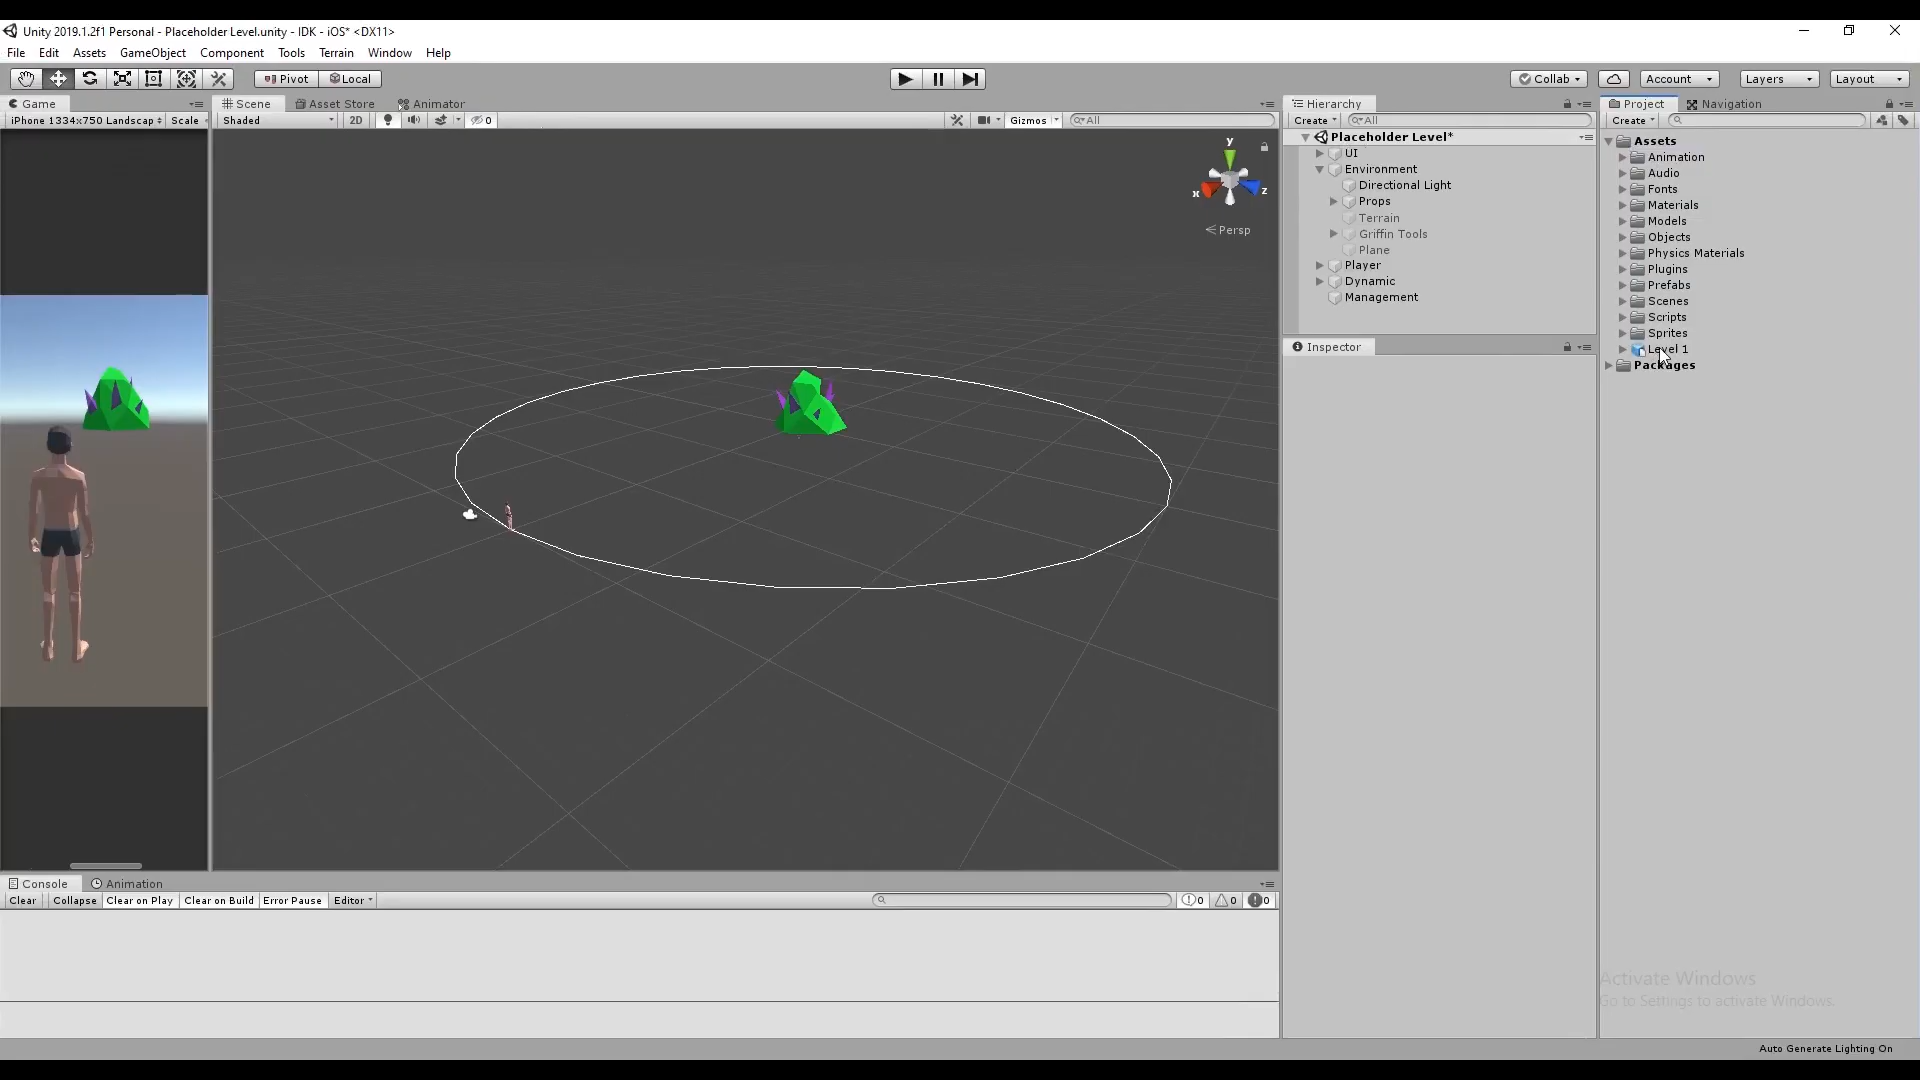 Unity 2019.1.2f1 Personal - Placeholder Level.unity - IDK - iOS* <DX11>
File Edit Assets GameObject Component Tools Terrain Window Help
Pivot Local Collab Account Layers Layout
Game Scene Asset Store Animator Hierarchy Project Navigation
iPhone 1334x750 Landscap Scale Shaded 2D 0 Gizmos All Create All Create
Placeholder Level*
UI
Environment
Directional Light
Props
Terrain
Griffin Tools
Plane
Player
Dynamic
Management
Inspector
Assets
Animation
Audio
Fonts
Materials
Models
Objects
Physics Materials
Plugins
Prefabs
Scenes
Scripts
Sprites
Level 1
Packages
y
x
z
Persp
Console Animation
Clear Collapse Clear on Play Clear on Build Error Pause Editor 0 0 0
Activate Windows
Go to Settings to activate Windows.
Auto Generate Lighting On